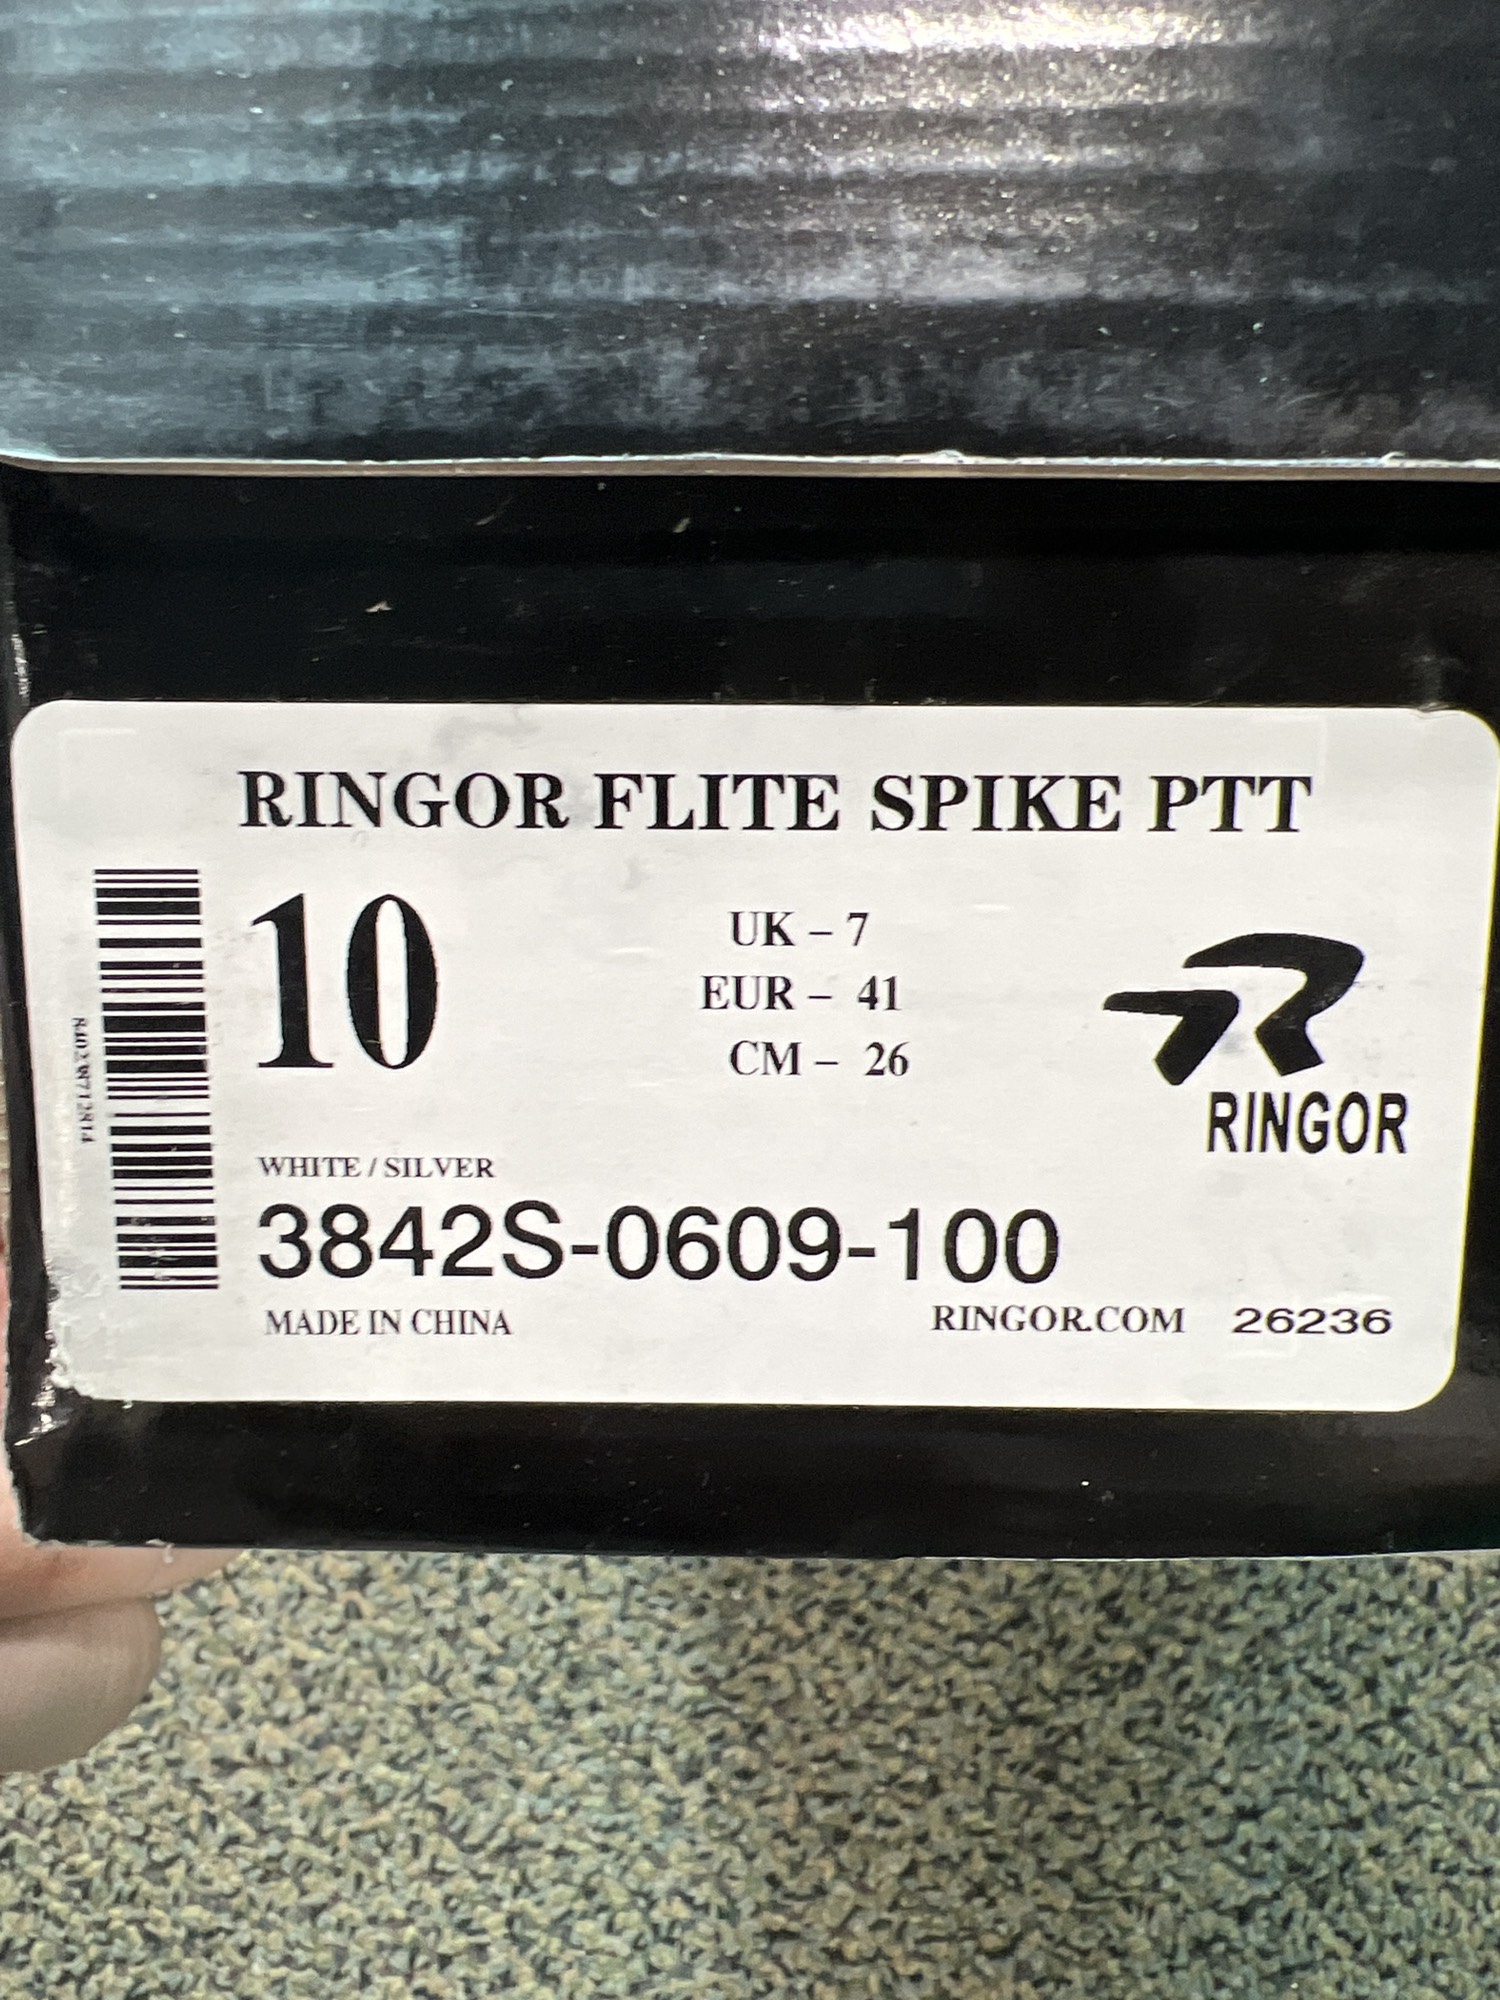 RINGOR FLITE SPIKE PTT
10
UK – 7
EUR – 41
CM – 26
RINGOR
WHITE / SILVER
3842S-0609-100
MADE IN CHINA
RINGOR.COM 26236